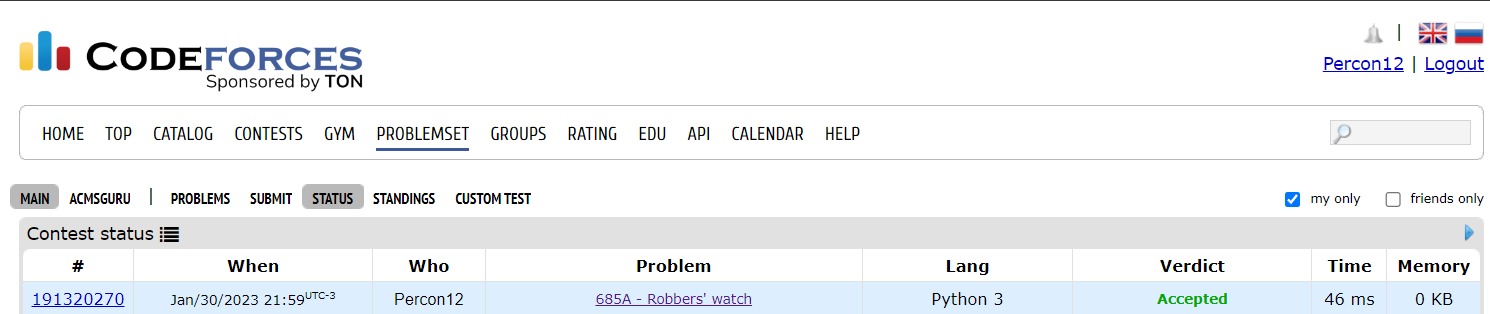 CODEFORCES
Sponsored by TON
|
Percon12 | Logout
HOME TOP CATALOG CONTESTS GYM PROBLEMSET GROUPS RATING EDU API CALENDAR HELP
MAIN ACMSGURU | PROBLEMS SUBMIT STATUS STANDINGS CUSTOM TEST my only friends only
Contest status
# When Who Problem Lang Verdict Time Memory
191320270 Jan/30/2023 21:59UTC-3 Percon12 685A - Robbers' watch Python 3 Accepted 46 ms 0 KB